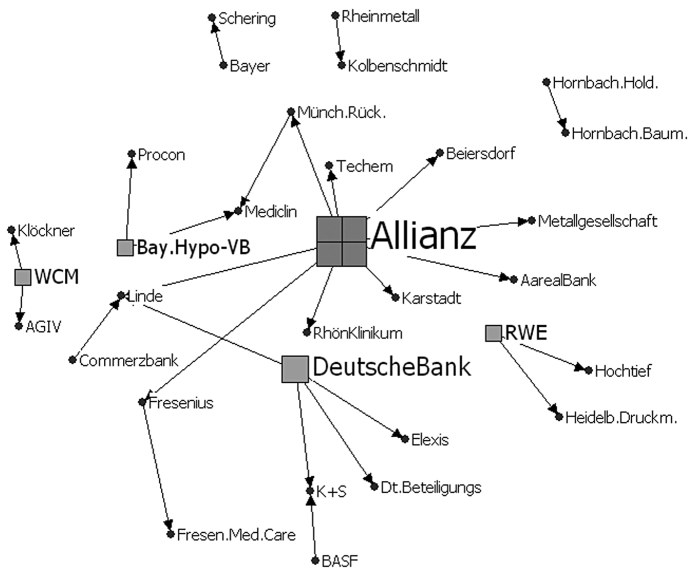 Schering
Rheinmetall
Bayer
Kolbenschmidt
Hornbach.Hold.
Münch.Rück.
Hornbach.Baum.
Procon
Techem
Beiersdorf
Mediclin
Metallgesellschaft
Klöckner
Bay.Hypo-VB
Allianz
WCM
AarealBank
Linde
Karstadt
AGIV
RhönKlinikum
RWE
Commerzbank
DeutscheBank
Hochtief
Fresenius
Heidelb.Druckm.
Elexis
K+S
Dt.Beteiligungs
Fresen.Med.Care
BASF